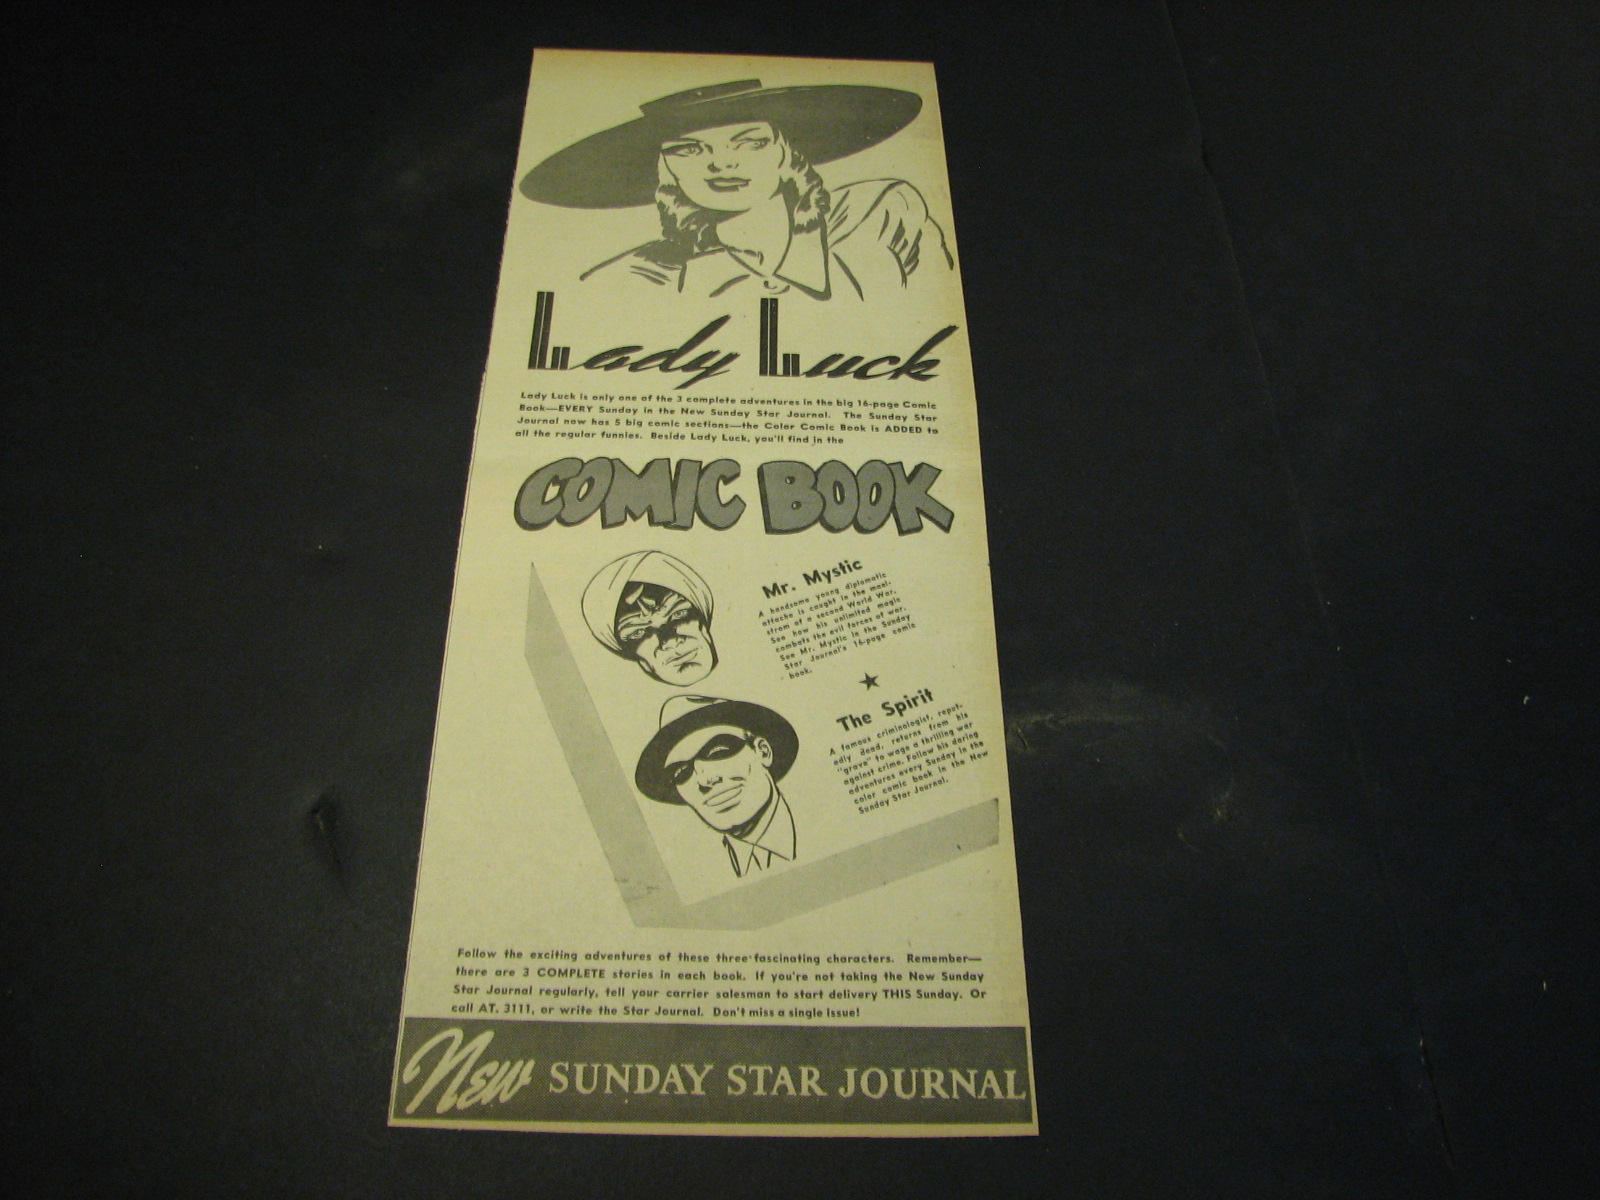 Lady Luck
Lady Luck is only one of the 3 complete adventures in the big 16-page Comic
Book—EVERY Sunday in the New Sunday Star Journal. The Sunday Star
Journal now has 5 big comic sections—the Color Comic Book is ADDED to
all the regular funnies. Beside Lady Luck, you'll find in the
COMIC BOOK
Mr. Mystic
A handsome young diplomatic
attache is caught in the mael-
strom of a second World War.
See how his unlimited magic
combats the evil forces of war.
See Mr. Mystic in the Sunday
Star Journal's 16-page comic
book.
The Spirit
A famous criminologist, reput-
edly dead, returns from his
"grave" to wage a thrilling war
against crime. Follow his daring
adventures every Sunday in the
color comic book in the New
Sunday Star Journal.
Follow the exciting adventures of these three fascinating characters. Remember—
there are 3 COMPLETE stories in each book. If you're not taking the New Sunday
Star Journal regularly, tell your carrier salesman to start delivery THIS Sunday. Or
call AT. 3111, or write the Star Journal. Don't miss a single issue!
New SUNDAY STAR JOURNAL